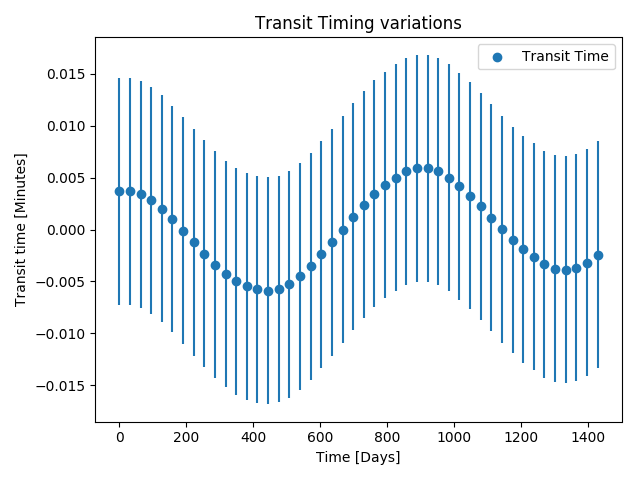 Transit Timing variations
Transit Time
0.015
0.010
0.005
0.000
−0.005
−0.010
−0.015
Transit time [Minutes]
0 200 400 600 800 1000 1200 1400
Time [Days]